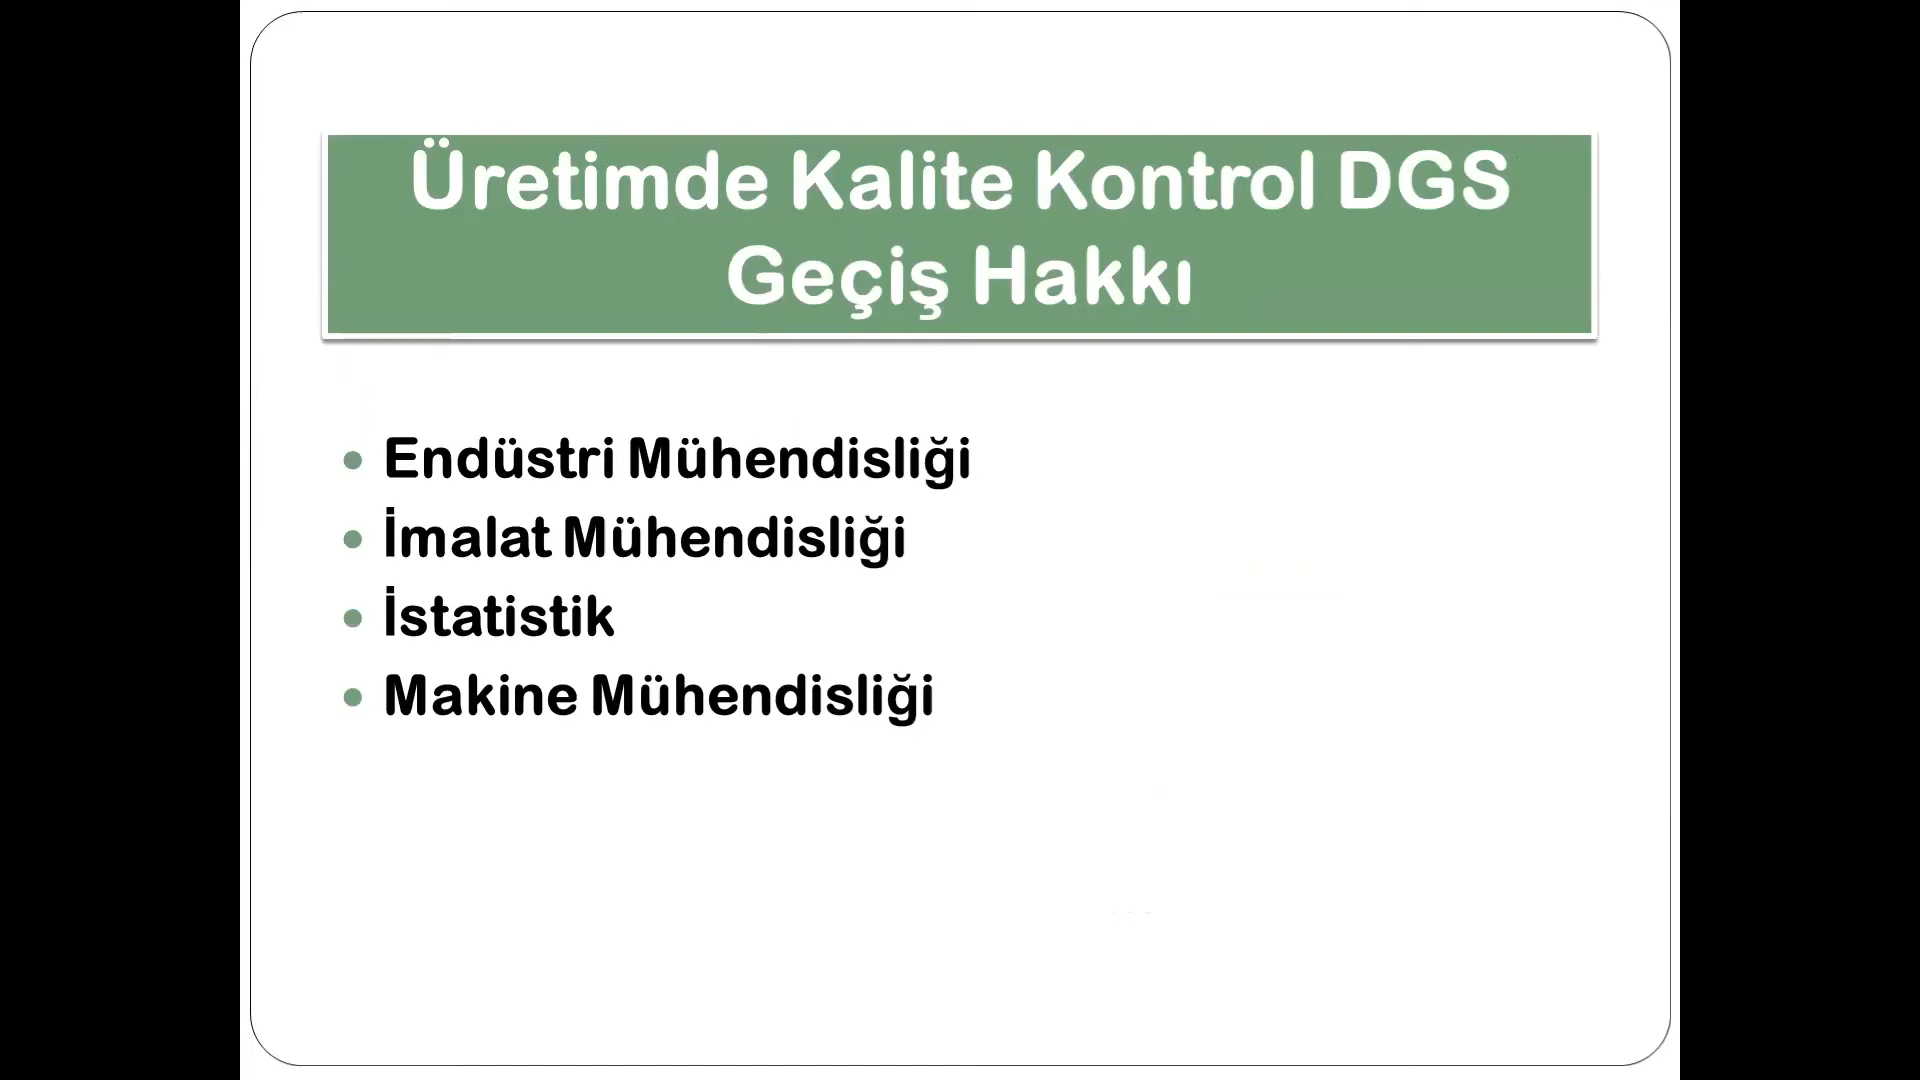 Üretimde Kalite Kontrol DGS
Geçiş Hakkı
• Endüstri Mühendisliği
• İmalat Mühendisliği
• İstatistik
• Makine Mühendisliği